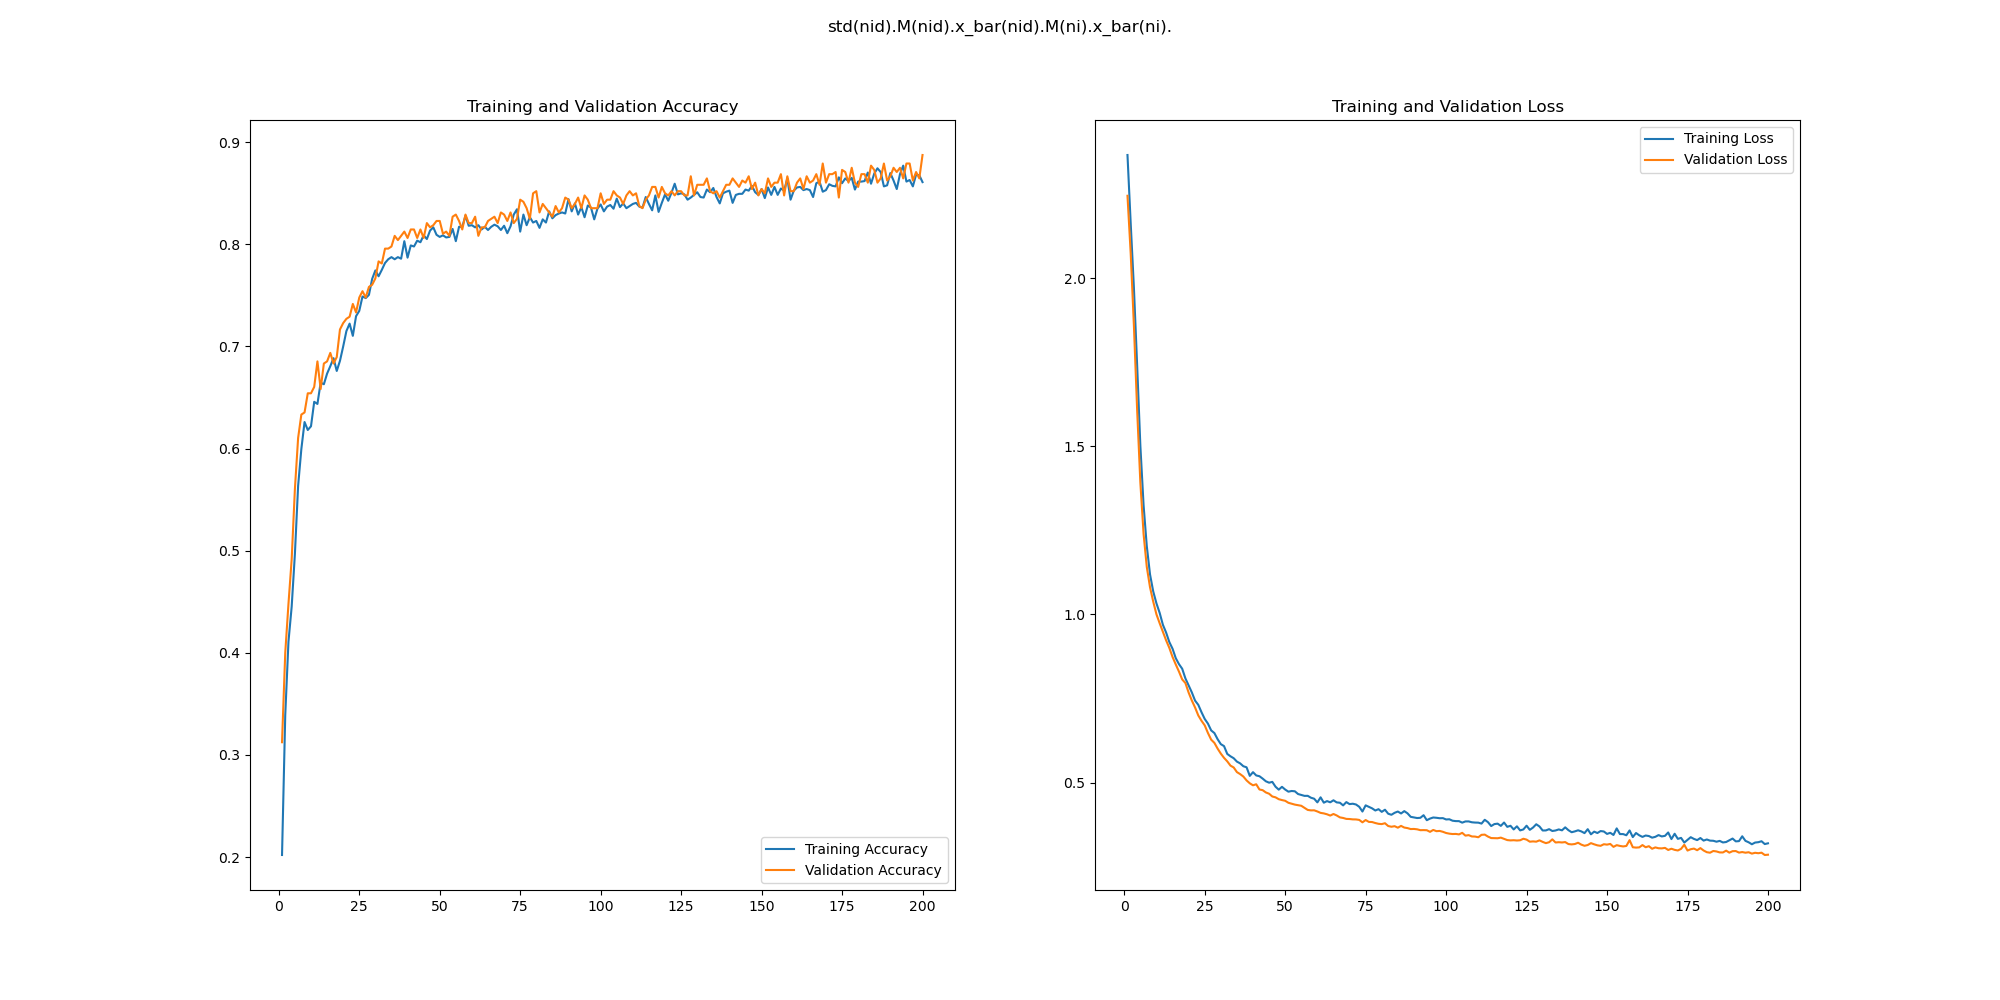 std(nid).M(nid).x_bar(nid).M(ni).x_bar(ni).
Training and Validation Accuracy
0.9
0.8
0.7
0.6
0.5
0.4
0.3
0.2
Training Accuracy
Validation Accuracy
0 25 50 75 100 125 150 175 200
Training and Validation Loss
Training Loss
Validation Loss
2.0
1.5
1.0
0.5
0 25 50 75 100 125 150 175 200